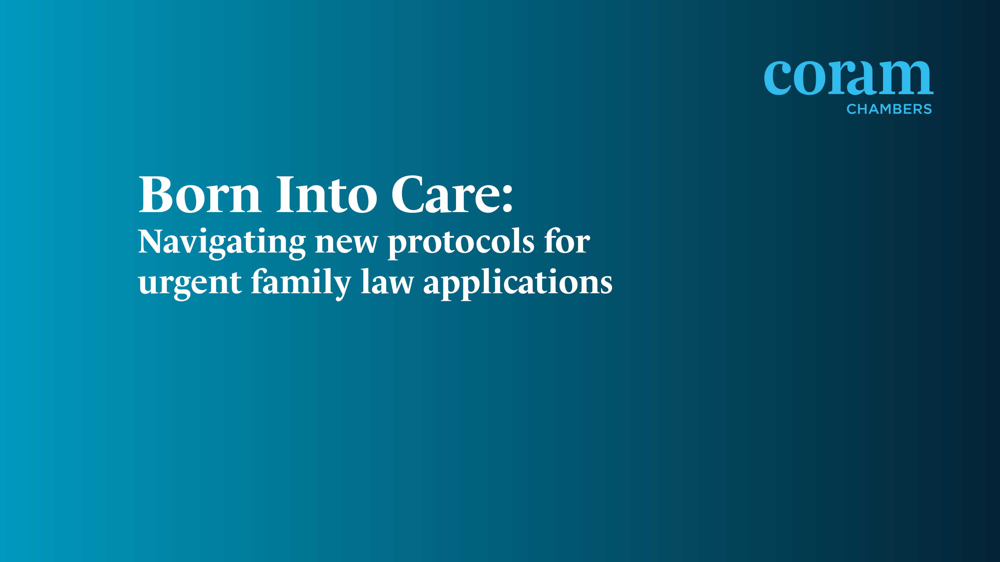 coram
CHAMBERS
Born Into Care:
Navigating new protocols for
urgent family law applications